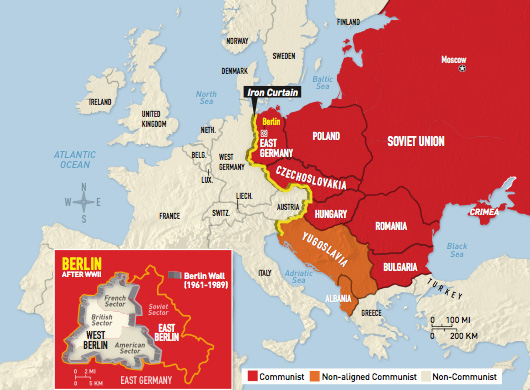 FINLAND
NORWAY
SWEDEN
Moscow
DENMARK
North
Sea
Baltic
Sea
Iron Curtain
IRELAND
UNITED
KINGDOM
NETH.
Berlin
EAST
GERMANY
POLAND
SOVIET UNION
ATLANTIC
OCEAN
BELG.
WEST
GERMANY
LUX.
CZECHOSLOVAKIA
N
W
E
S
LIECH.
AUSTRIA
FRANCE
SWITZ.
HUNGARY
CRIMEA
ROMANIA
YUGOSLAVIA
Black
Sea
ITALY
Adriatic
Sea
BULGARIA
ALBANIA
GREECE
TURKEY
0 100 MI
0 200 KM
BERLIN
AFTER WWII
Berlin Wall
(1961-1989)
French
Sector
Soviet
Sector
British
Sector
WEST
BERLIN
American
Sector
EAST
BERLIN
0 2 MI
0 5 KM
EAST GERMANY
Communist
Non-aligned Communist
Non-Communist